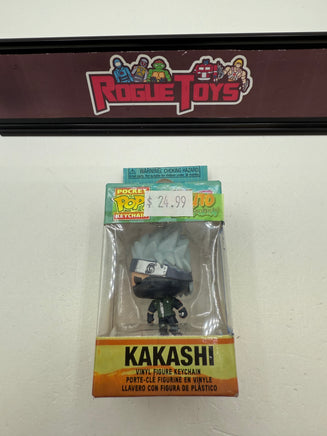 ROGUE TOYS
WARNING: CHOKING HAZARD
POCKET
POP!
KEYCHAIN
$ 24.99
KAKASHI
VINYL FIGURE KEYCHAIN
PORTE-CLÉ FIGURINE EN VINYLE
LLAVERO CON FIGURA DE PLÁSTICO